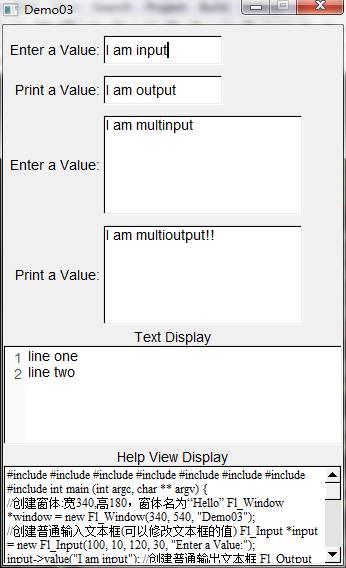 Demo03
Enter a Value: I am input
Print a Value: I am output
I am multinput
Enter a Value:
I am multioutput!!
Print a Value:
Text Display
1 line one
2 line two
Help View Display
#include #include #include #include #include #include #include
#include int main (int argc, char ** argv) {
//创建窗体:宽340,高180，窗体名为“Hello” Fl_Window
*window = new Fl_Window(340, 540, "Demo03");
//创建普通输入文本框(可以修改文本框的值) Fl_Input *input
= new Fl_Input(100, 10, 120, 30, "Enter a Value:");
input->value("I am input"); //创建普通输出文本框 Fl_Output